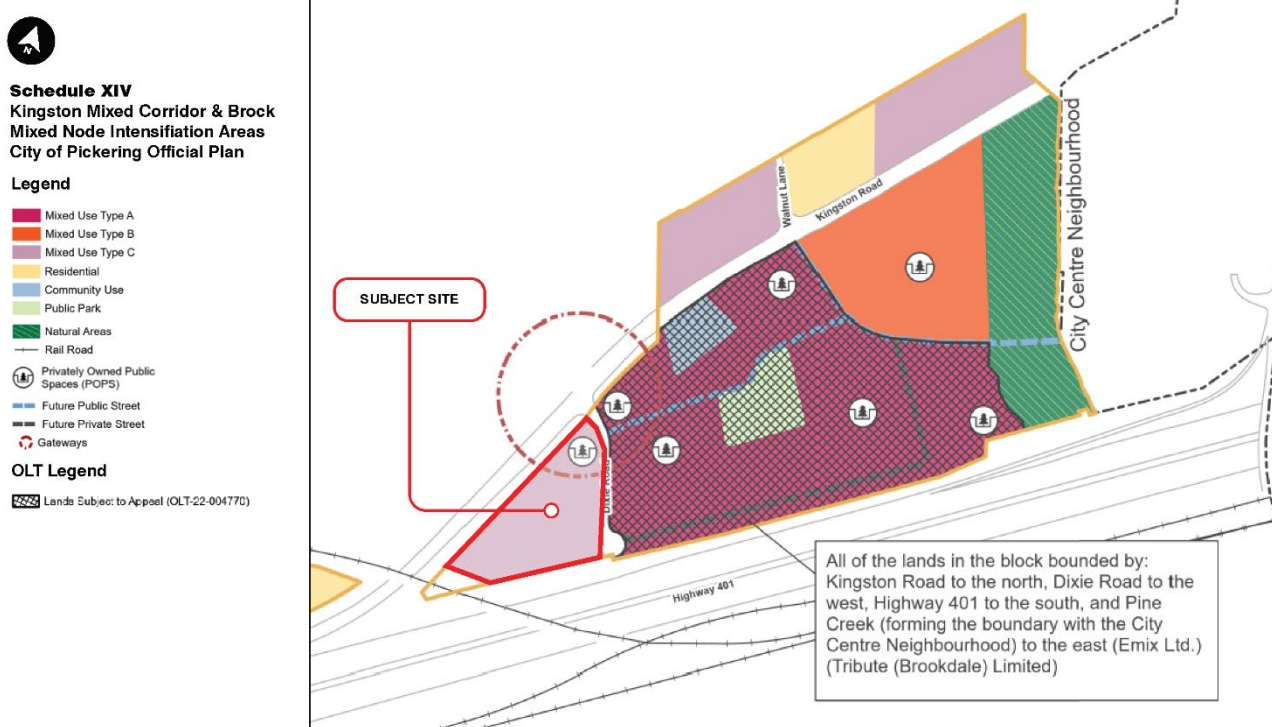 N
Schedule XIV
Kingston Mixed Corridor & Brock
Mixed Node Intensifiation Areas
City of Pickering Official Plan
Legend
Mixed Use Type A
Mixed Use Type B
Mixed Use Type C
Residential
Community Use
Public Park
Natural Areas
Rail Road
Privately Owned Public
Spaces (POPS)
Future Public Street
Future Private Street
Gateways
OLT Legend
Lands Subject to Appeal (OLT-22-004770)
SUBJECT SITE
Walnut Lane
Kingston Road
City Centre Neighbourhood
Dixie Road
Highway 401
All of the lands in the block bounded by:
Kingston Road to the north, Dixie Road to the
west, Highway 401 to the south, and Pine
Creek (forming the boundary with the City
Centre Neighbourhood) to the east (Emix Ltd.)
(Tribute (Brookdale) Limited)